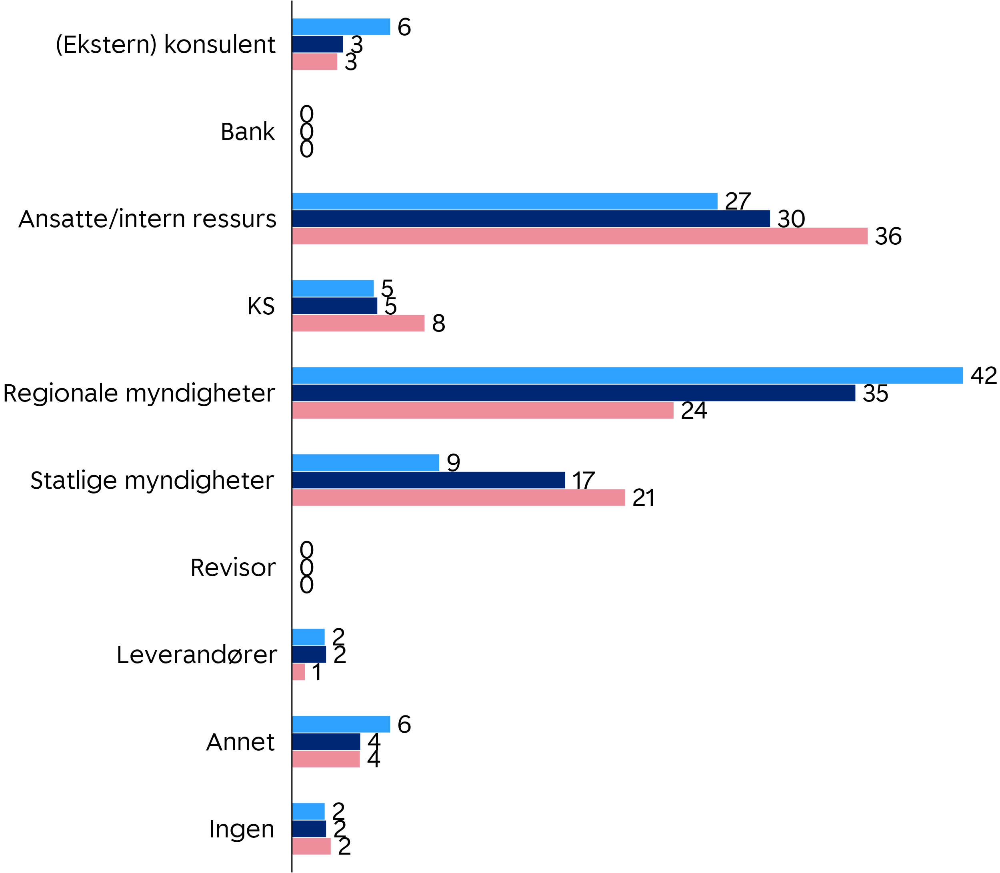 6
(Ekstern) konsulent 3
3
0
Bank 0
0
27
Ansatte/intern ressurs 30
36
5
KS 5
8
42
Regionale myndigheter 35
24
9
Statlige myndigheter 17
21
0
Revisor 0
0
2
Leverandører 2
1
6
Annet 4
4
2
Ingen 2
2